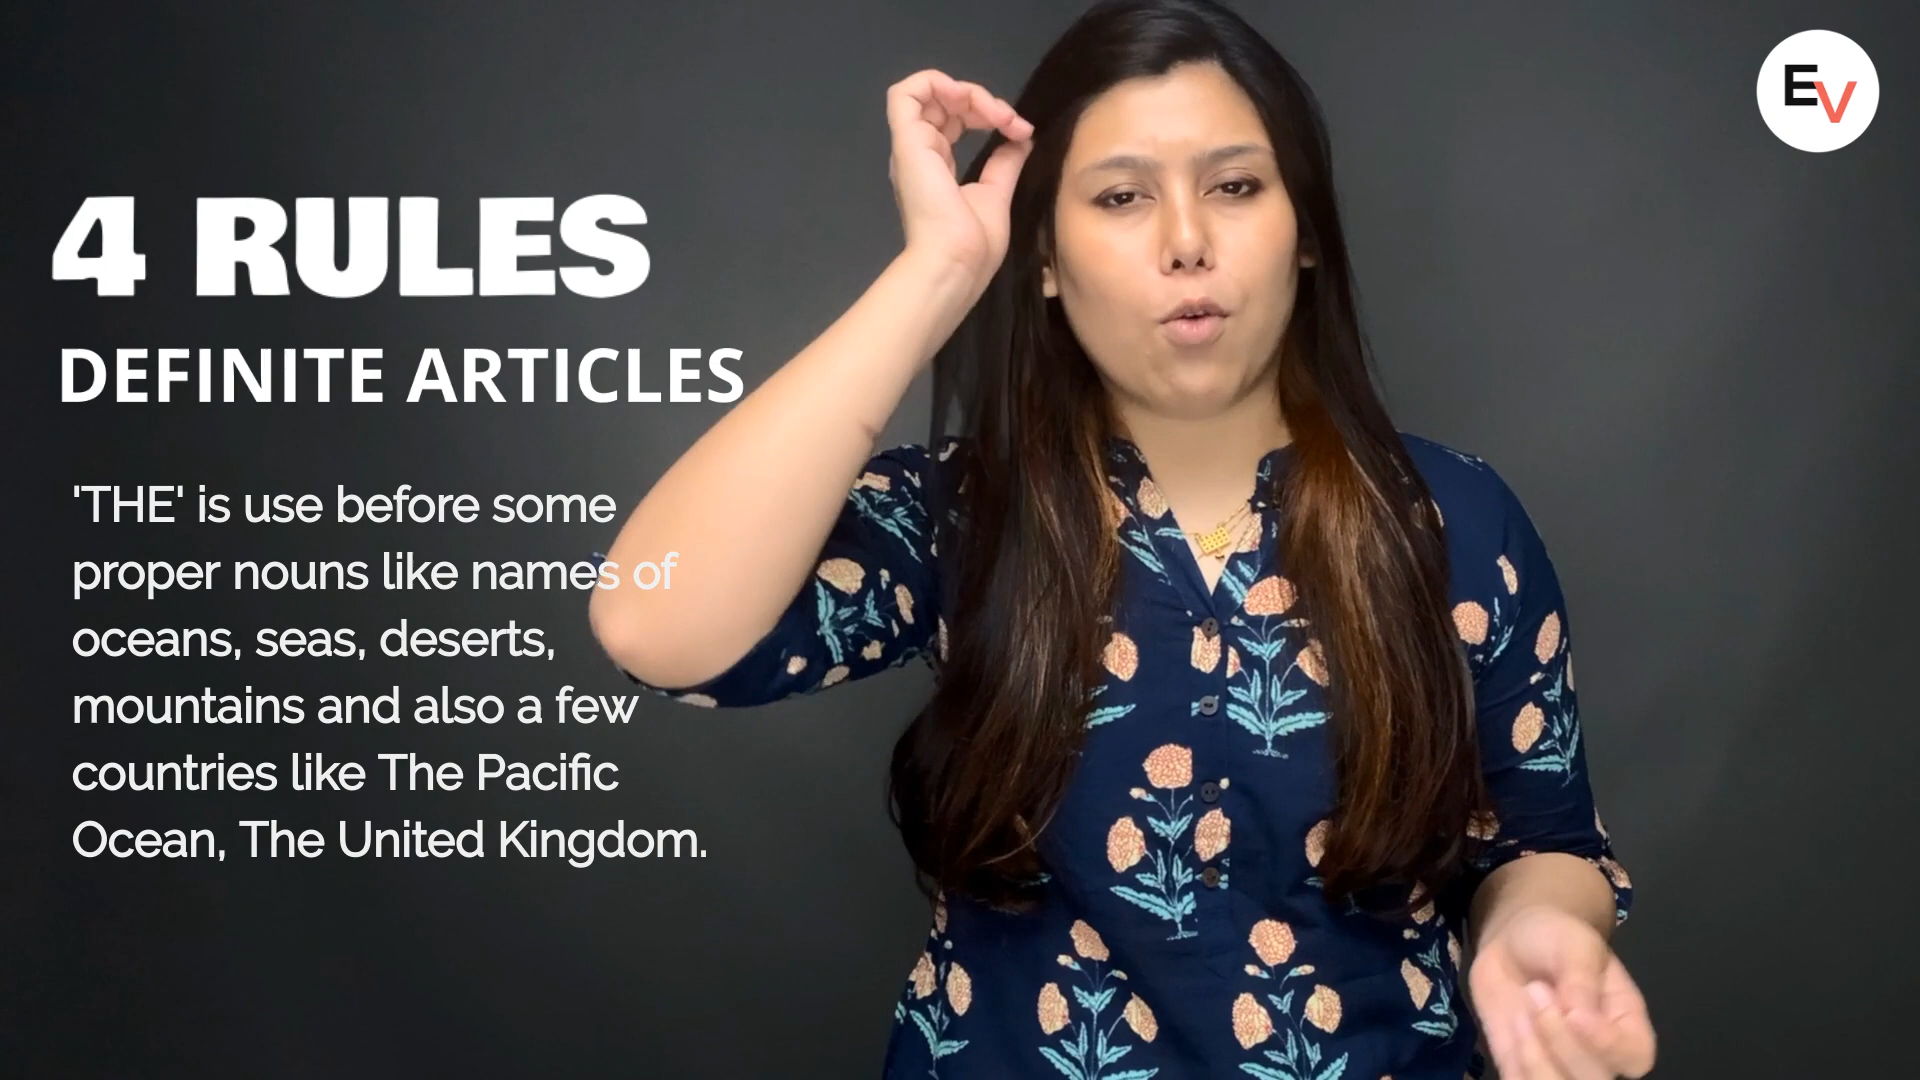 EV
4 RULES
DEFINITE ARTICLES
'THE' is use before some
proper nouns like names of
oceans, seas, deserts,
mountains and also a few
countries like The Pacific
Ocean, The United Kingdom.